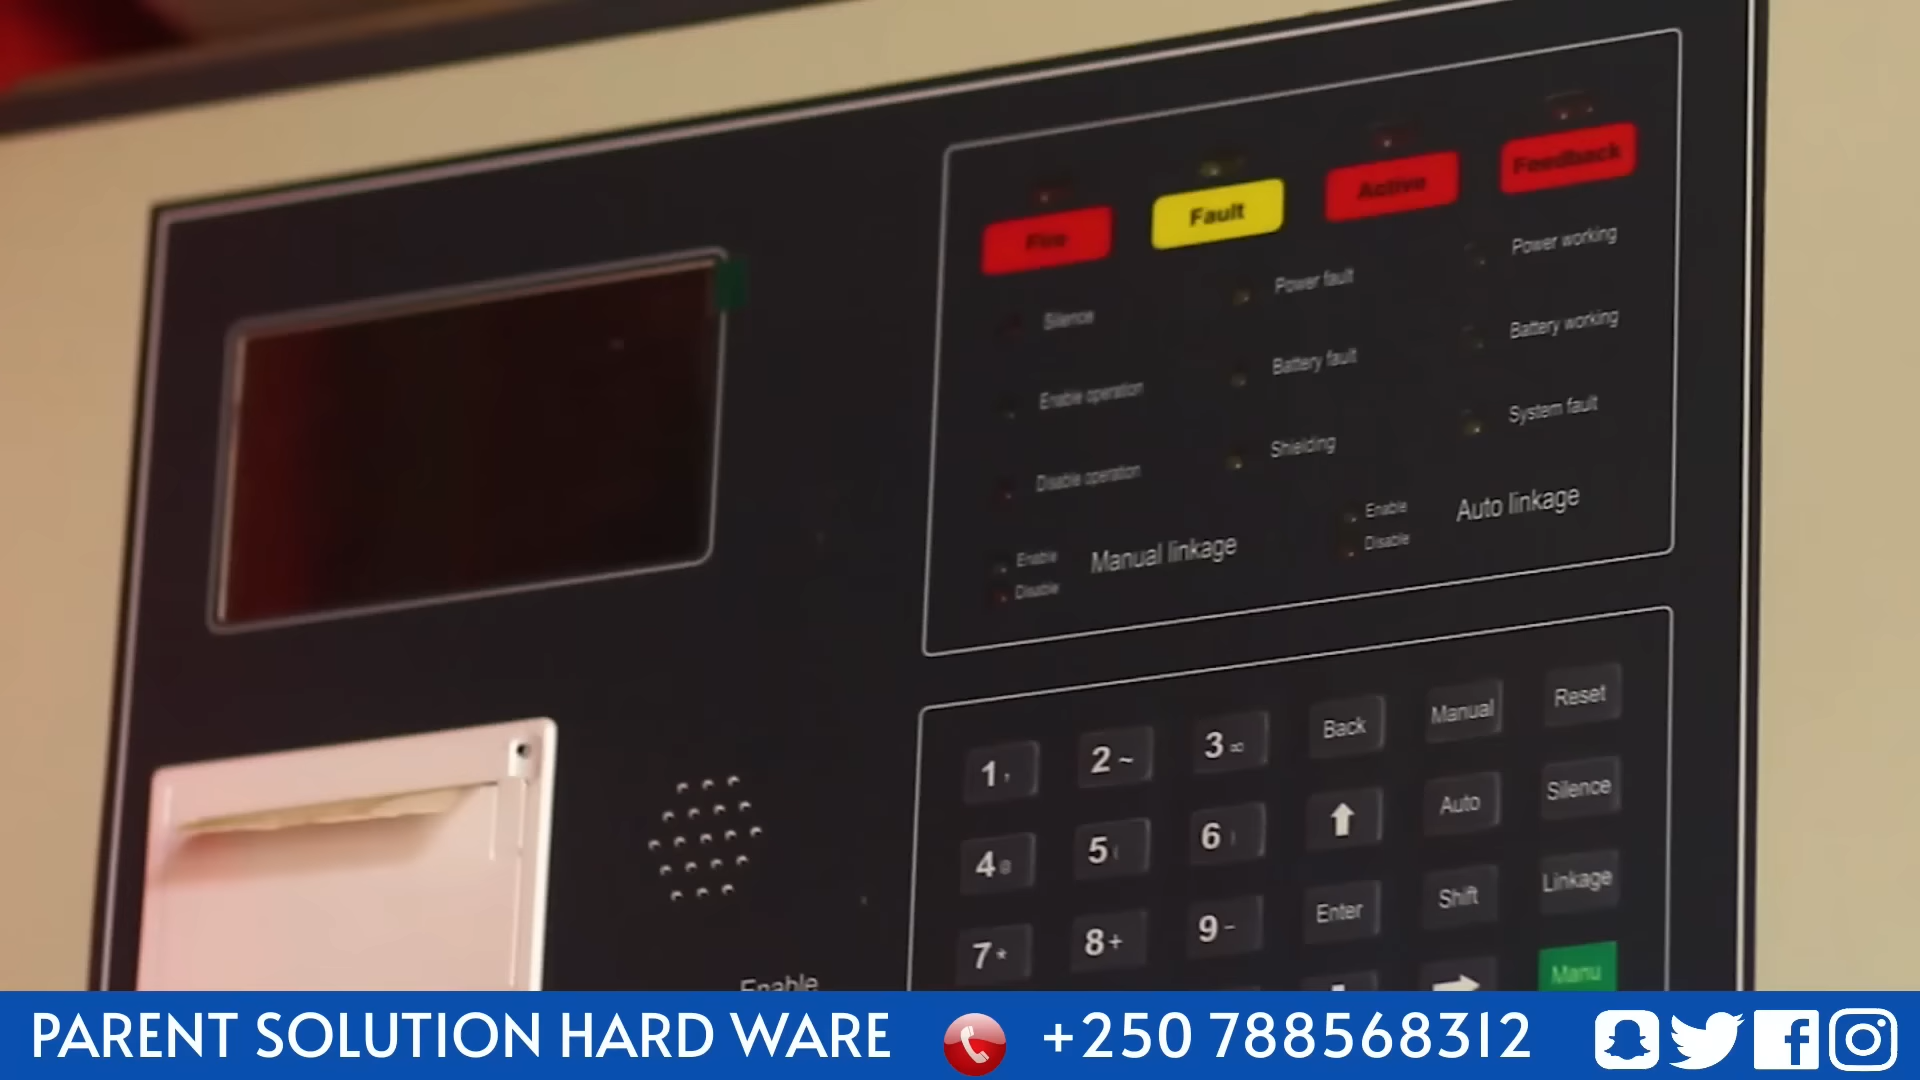 Fire
Fault
Active
Feedback
Silence
Power fault
Power working
Enable operation
Battery fault
Battery working
Disable operation
Shielding
System fault
Enable
Disable
Manual linkage
Enable
Disable
Auto linkage
1 ,
2 ~
3 ∞
Back
Manual
Reset
4
5 (
6 )
Auto
Silence
7 *
8 +
9 -
Enter
Shift
Linkage
Manu
Enable
PARENT SOLUTION HARD WARE +250 788568312